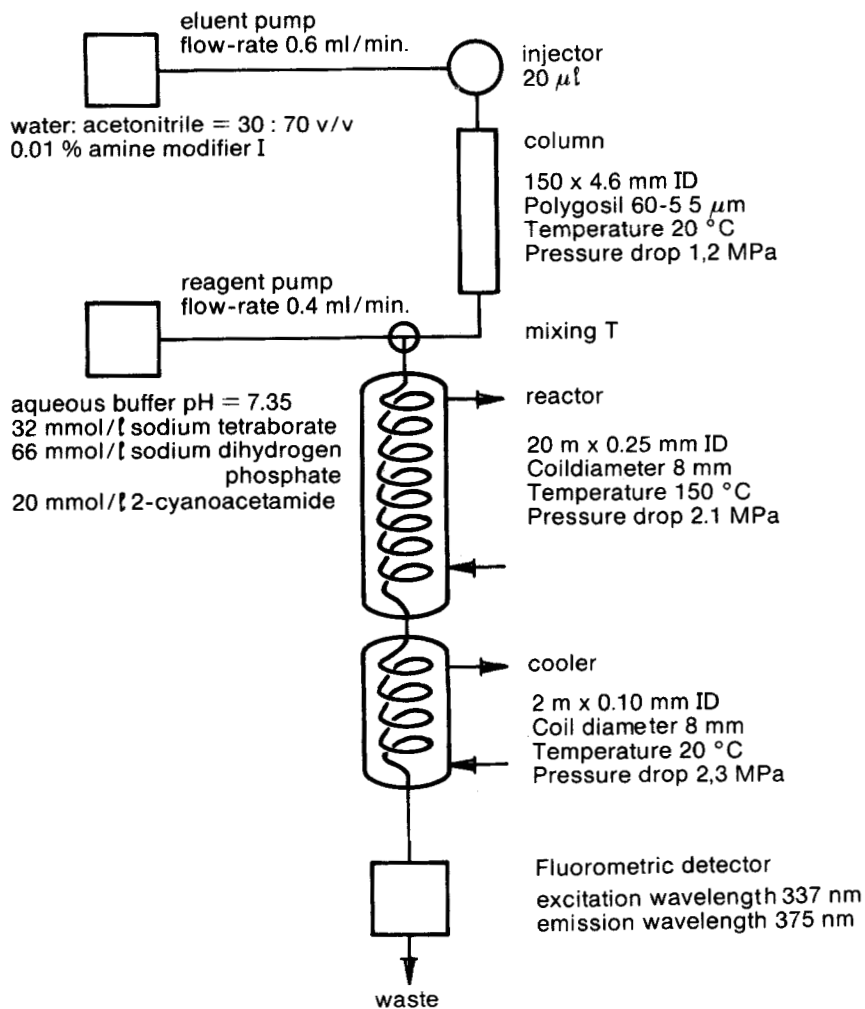 eluent pump
flow-rate 0.6 ml/min.
injector
20 µℓ
water: acetonitrile = 30 : 70 v/v
0.01 % amine modifier I
column
150 x 4.6 mm ID
Polygosil 60-5 5 µm
Temperature 20 °C
Pressure drop 1,2 MPa
reagent pump
flow-rate 0.4 ml/min.
mixing T
aqueous buffer pH = 7.35
32 mmol/ℓ sodium tetraborate
66 mmol/ℓ sodium dihydrogen
phosphate
20 mmol/ℓ 2-cyanoacetamide
reactor
20 m x 0.25 mm ID
Coildiameter 8 mm
Temperature 150 °C
Pressure drop 2.1 MPa
cooler
2 m x 0.10 mm ID
Coil diameter 8 mm
Temperature 20 °C
Pressure drop 2,3 MPa
Fluorometric detector
excitation wavelength 337 nm
emission wavelength 375 nm
waste